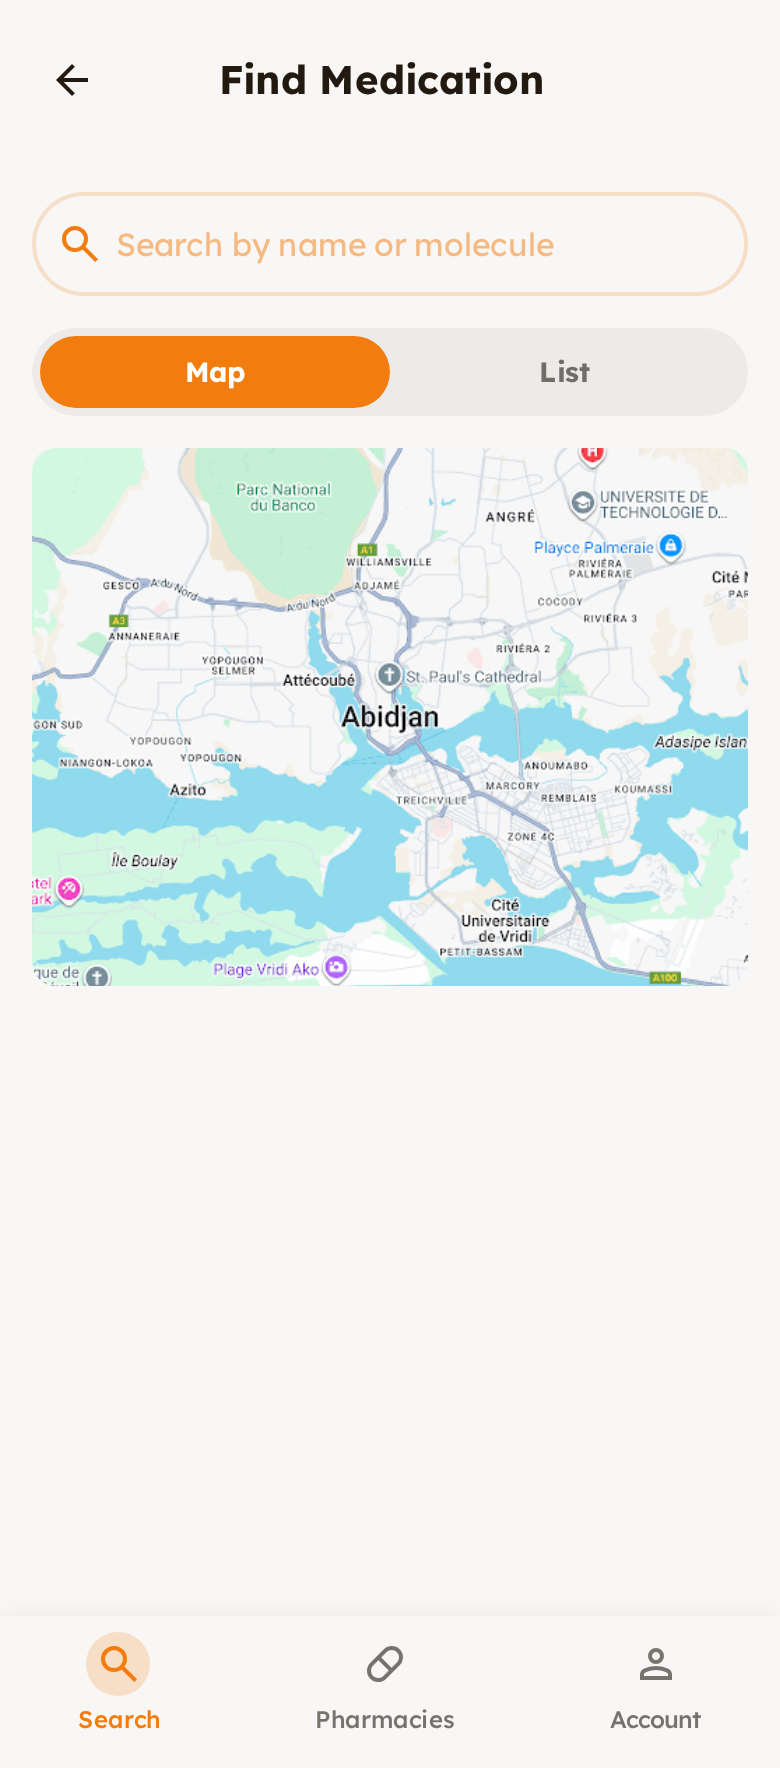 Find Medication
Search by name or molecule
Map
List
Parc National
du Banco
ANGRÉ
UNIVERSITE DE
TECHNOLOGIE D...
A1
WILLIAMSVILLE
Playce Palmeraie
RIVIÉRA
PALMERAIE
GESCO
A du Nord
ADJAMÉ
Cité
A du Nord
COCODY
A3
RIVIÉRA 3
ANNANERAIE
RIVIÉRA 2
YOPOUGON
SELMER
Attécoubé
St. Paul's Cathedral
Abidjan
GON SUD
YOPOUGON
Adasipe Islan
NIANGON-LOKOA
YOPOUGON
ANOUMABO
Azito
MARCORY
KOUMASSI
TREICHVILLE
REMBLAIS
ZONE 4C
Île Boulay
Cité
Universitaire
de Vridi
PETIT-BASSAM
Plage Vridi Ako
que de
A100
Search
Pharmacies
Account